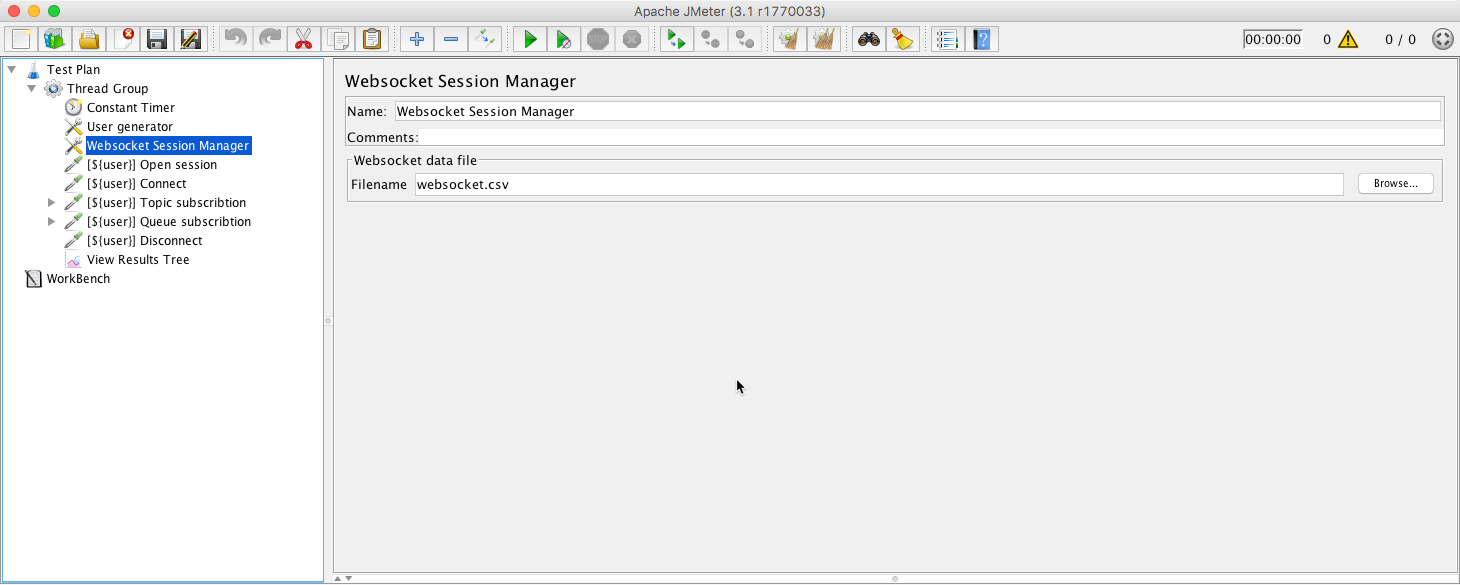 Apache JMeter (3.1 r1770033)
00:00:00 0 0 / 0
Test Plan
Thread Group
Constant Timer
User generator
Websocket Session Manager
[${user}] Open session
[${user}] Connect
[${user}] Topic subscribtion
[${user}] Queue subscribtion
[${user}] Disconnect
View Results Tree
WorkBench
Websocket Session Manager
Name: Websocket Session Manager
Comments:
Websocket data file
Filename websocket.csv Browse...